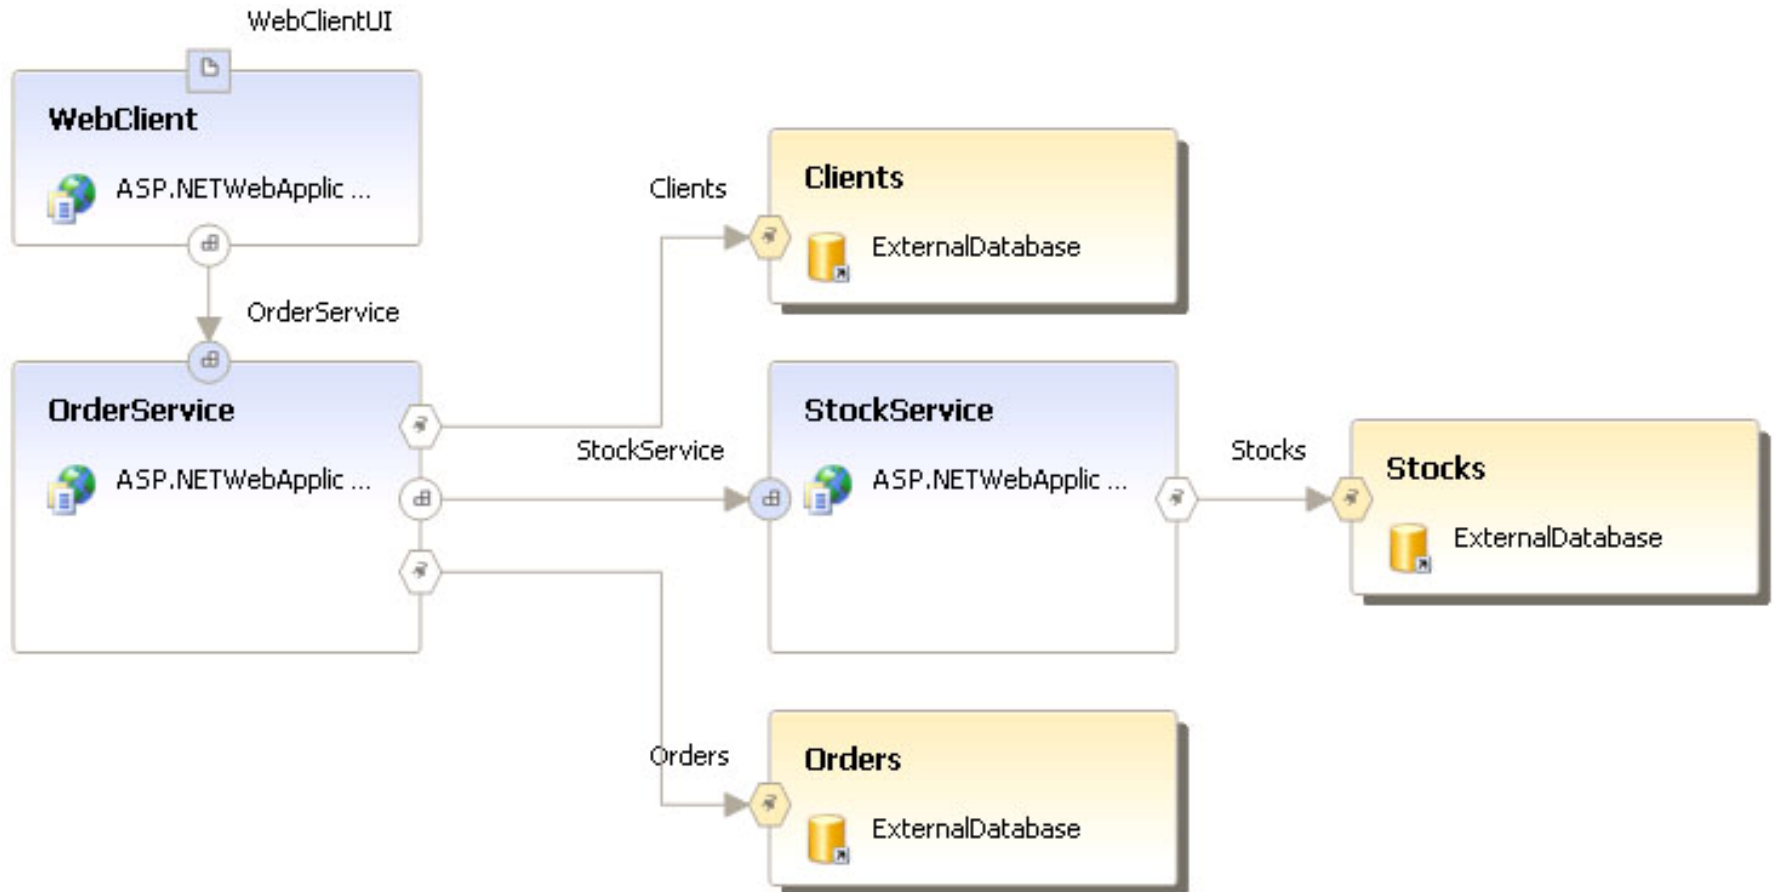 WebClientUI
WebClient
ASP.NETWebApplic ...
OrderService
OrderService
ASP.NETWebApplic ...
Clients
Clients
ExternalDatabase
StockService
StockService
ASP.NETWebApplic ...
Stocks
Stocks
ExternalDatabase
Orders
Orders
ExternalDatabase